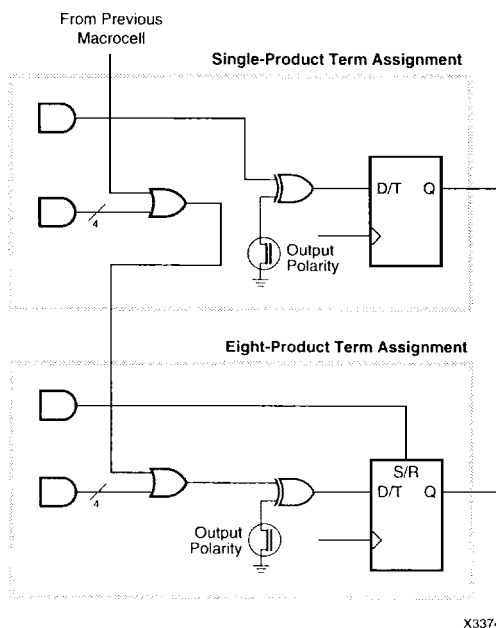 From Previous
Macrocell
Single-Product Term Assignment
D/T Q
4
Output
Polarity
Eight-Product Term Assignment
S/R
D/T Q
4
Output
Polarity
X3374